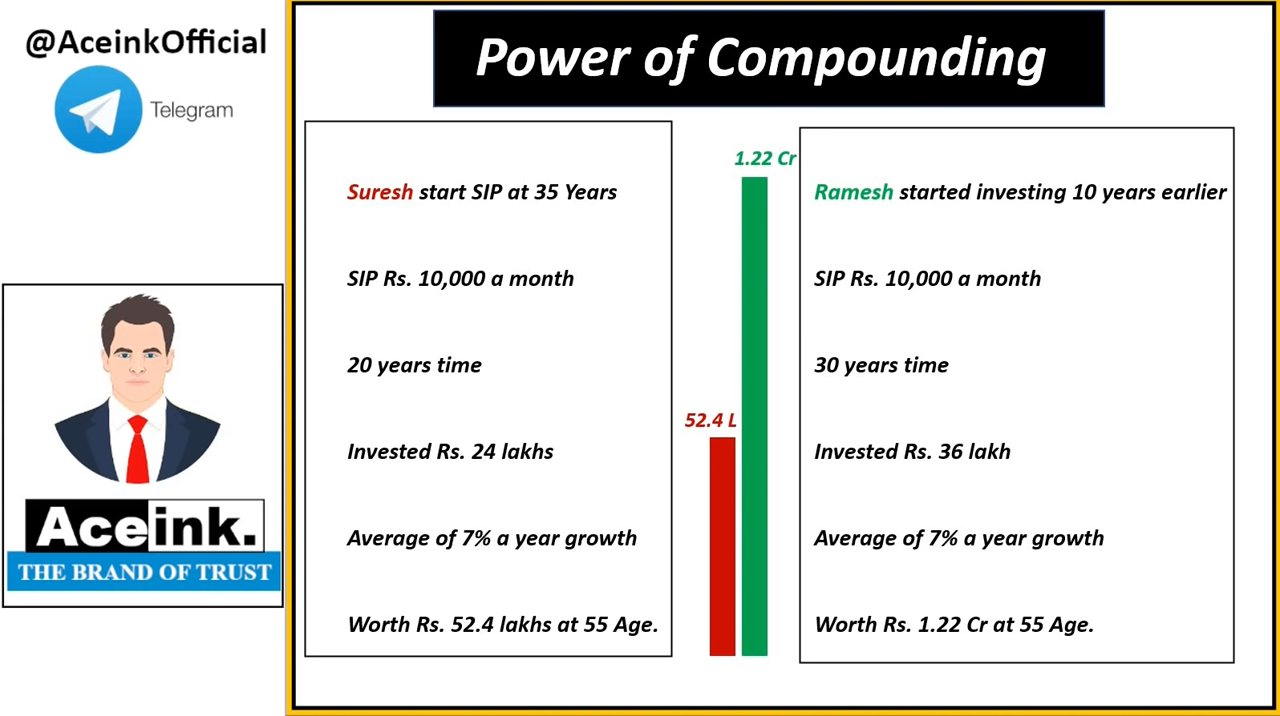 @AceinkOfficial
Telegram
Aceink.
THE BRAND OF TRUST
Power of Compounding
Suresh start SIP at 35 Years
SIP Rs. 10,000 a month
20 years time
Invested Rs. 24 lakhs
Average of 7% a year growth
Worth Rs. 52.4 lakhs at 55 Age.
52.4 L
1.22 Cr
Ramesh started investing 10 years earlier
SIP Rs. 10,000 a month
30 years time
Invested Rs. 36 lakh
Average of 7% a year growth
Worth Rs. 1.22 Cr at 55 Age.